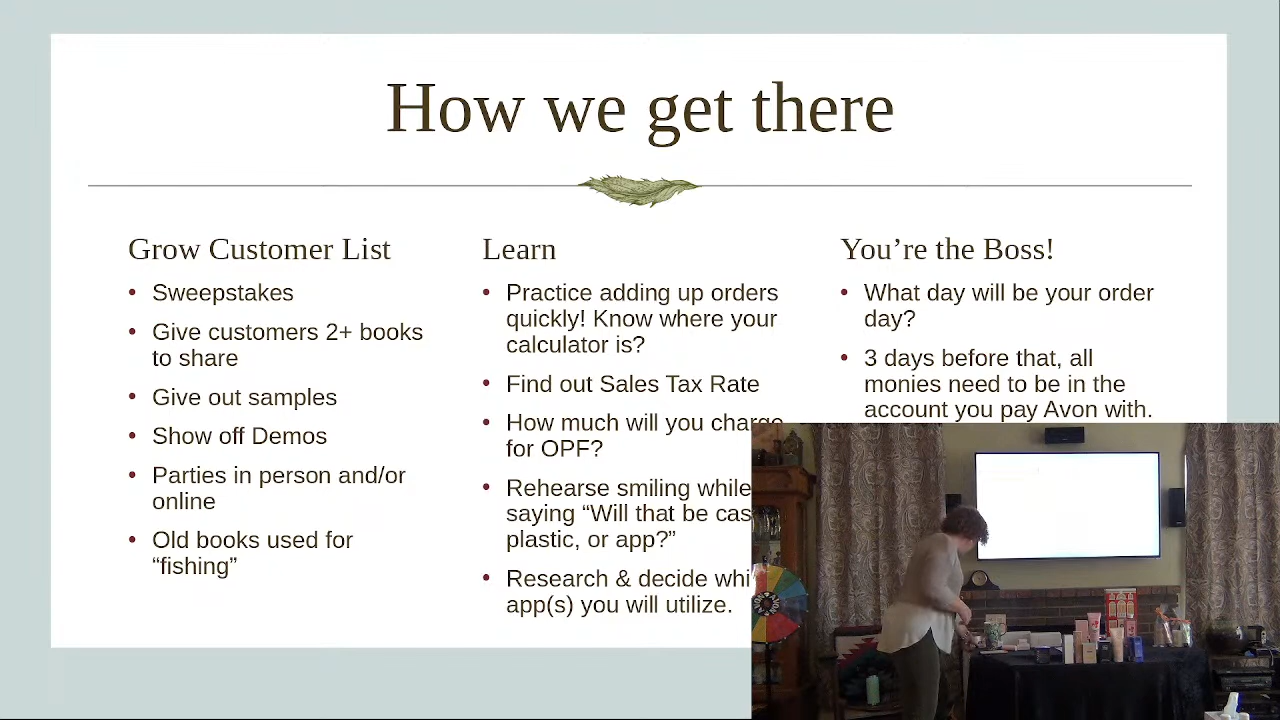 How we get there
Grow Customer List
Sweepstakes
Give customers 2+ books
to share
Give out samples
Show off Demos
Parties in person and/or
online
Old books used for
“fishing”
Learn
Practice adding up orders
quickly! Know where your
calculator is?
Find out Sales Tax Rate
How much will you charge
for OPF?
Rehearse smiling while
saying “Will that be
plastic, or app?”
Research & decide
app(s) you will utilize.
You’re the Boss!
What day will be your order
day?
3 days before that, all
monies need to be in the
account you pay Avon with.